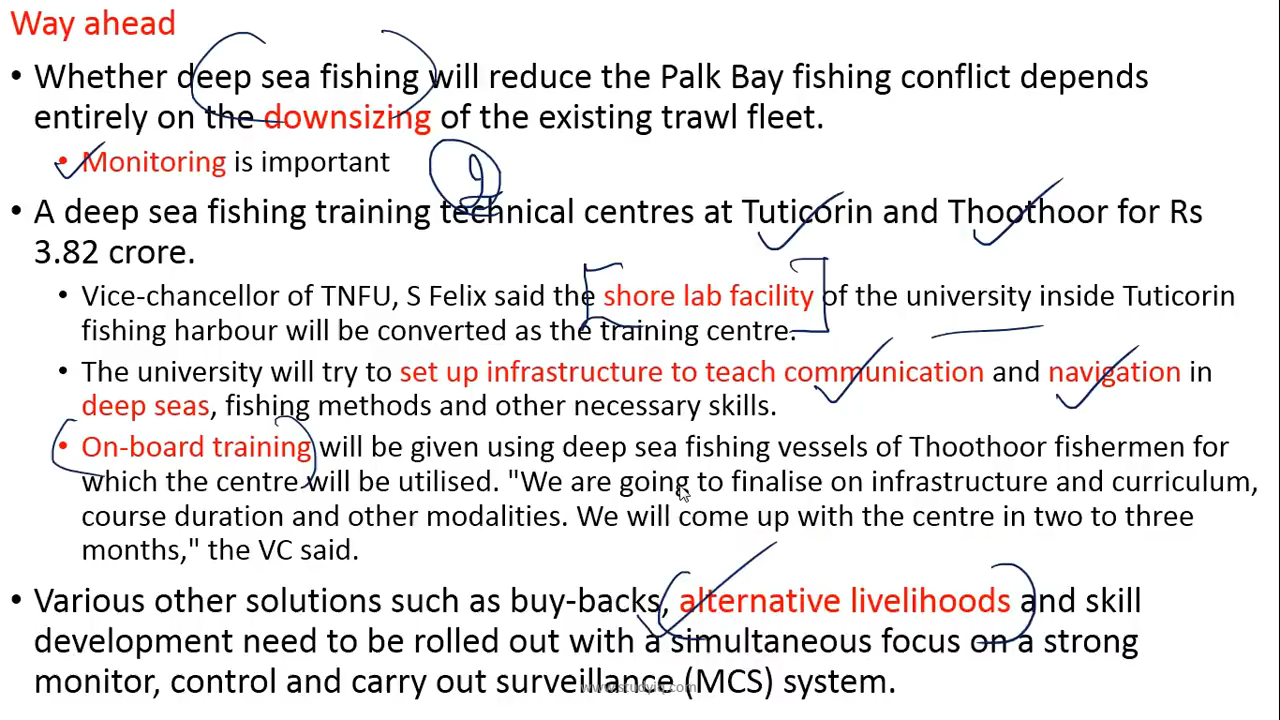 Way ahead
• Whether deep sea fishing will reduce the Palk Bay fishing conflict depends
entirely on the downsizing of the existing trawl fleet.
• Monitoring is important
2
• A deep sea fishing training technical centres at Tuticorin and Thoothoor for Rs
3.82 crore.
• Vice-chancellor of TNFU, S Felix said the shore lab facility of the university inside Tuticorin
fishing harbour will be converted as the training centre.
• The university will try to set up infrastructure to teach communication and navigation in
deep seas, fishing methods and other necessary skills.
• On-board training will be given using deep sea fishing vessels of Thoothoor fishermen for
which the centre will be utilised. "We are going to finalise on infrastructure and curriculum,
course duration and other modalities. We will come up with the centre in two to three
months," the VC said.
• Various other solutions such as buy-backs, alternative livelihoods and skill
development need to be rolled out with a simultaneous focus on a strong
monitor, control and carry out surveillance (MCS) system.
www.studyiq.com